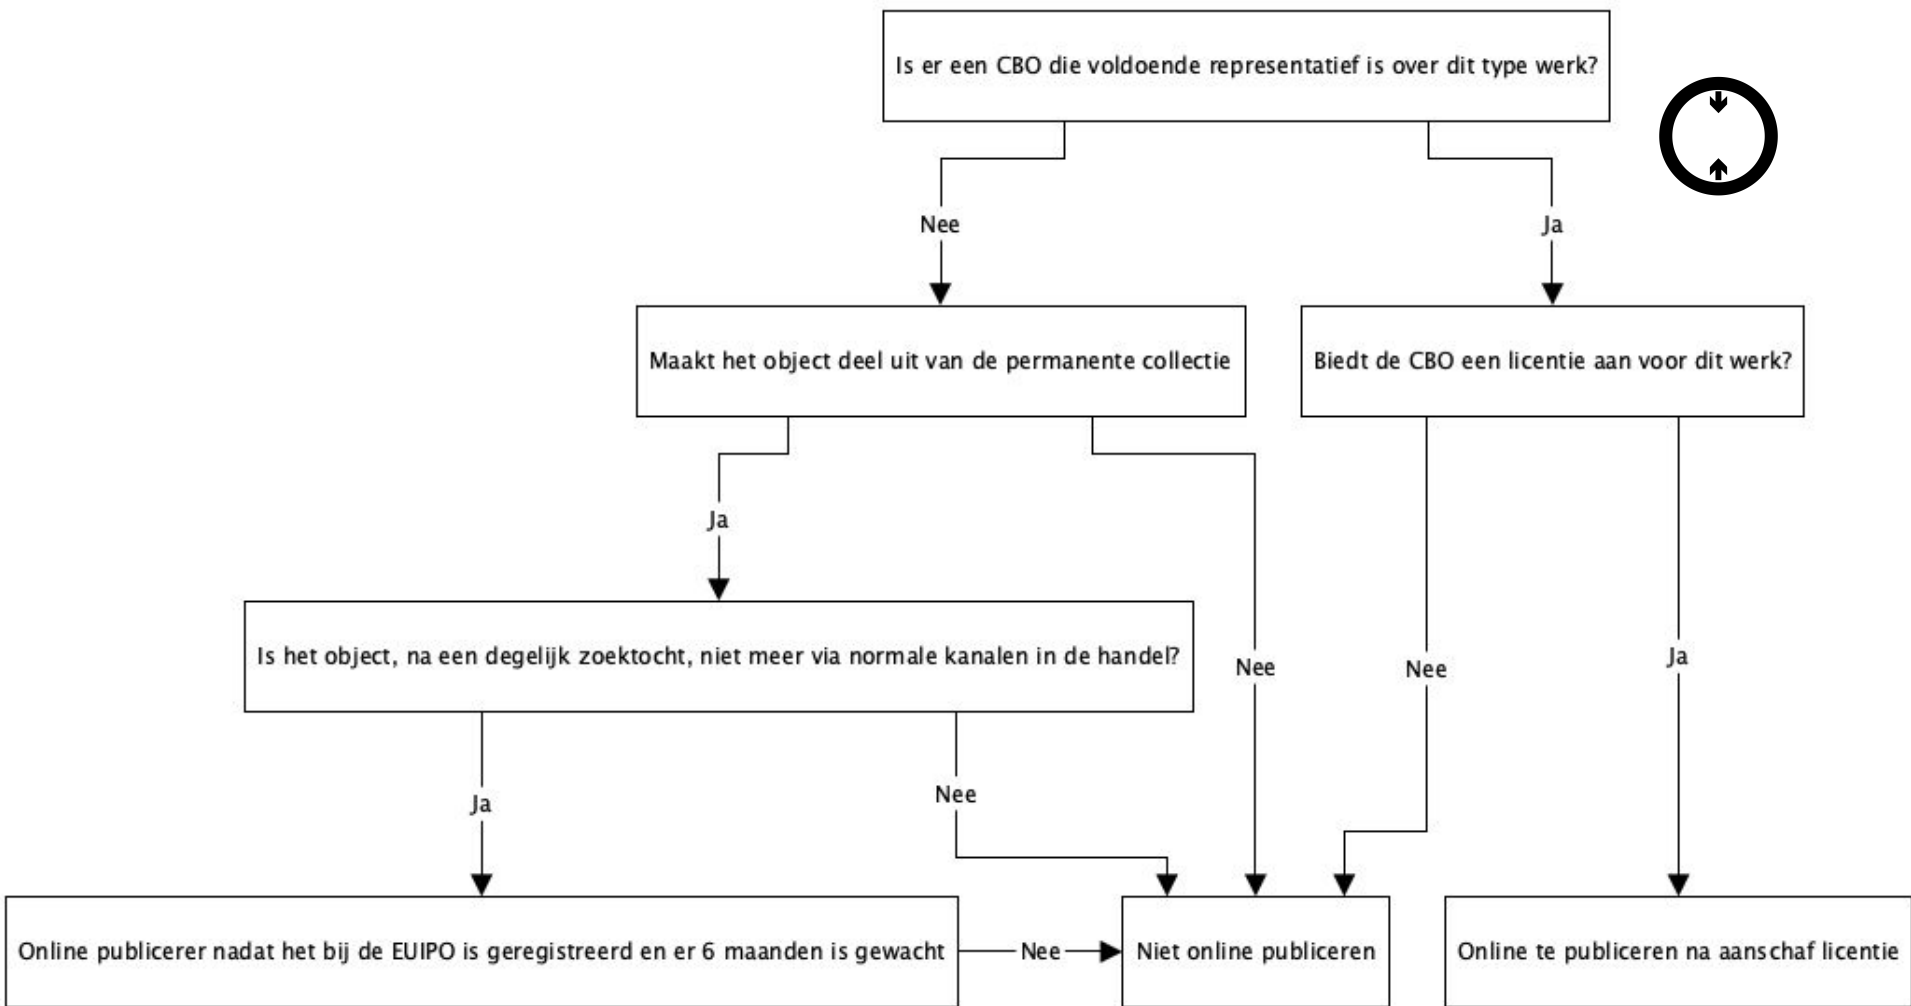 Is er een CBO die voldoende representatief is over dit type werk?
Nee
Ja
Maakt het object deel uit van de permanente collectie
Biedt de CBO een licentie aan voor dit werk?
Ja
Is het object, na een degelijk zoektocht, niet meer via normale kanalen in de handel?
Nee
Nee
Ja
Ja
Nee
Online publicerer nadat het bij de EUIPO is geregistreerd en er 6 maanden is gewacht
Nee
Niet online publiceren
Online te publiceren na aanschaf licentie